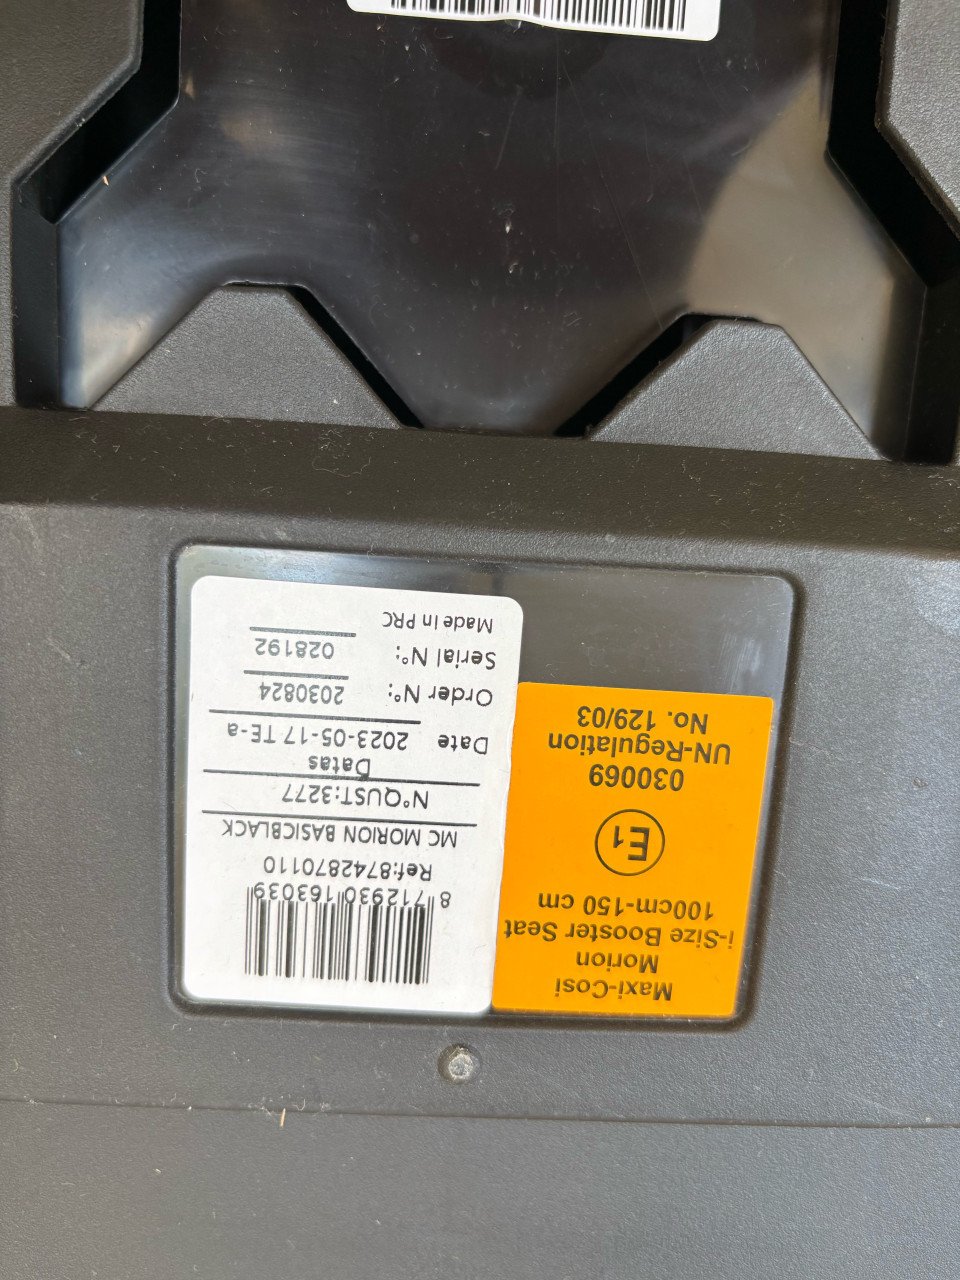 8 712930 163039
Ref:8742870110
MC MORION BASICBLACK
N°QUST:3277
Datas
Date 2023-05-17 TE-a
Order N°: 2030824
Serial N°: 028192
Made In PRC
Maxi-Cosi
Morion
i-Size Booster Seat
100cm-150 cm
E1
030069
UN-Regulation
No. 129/03